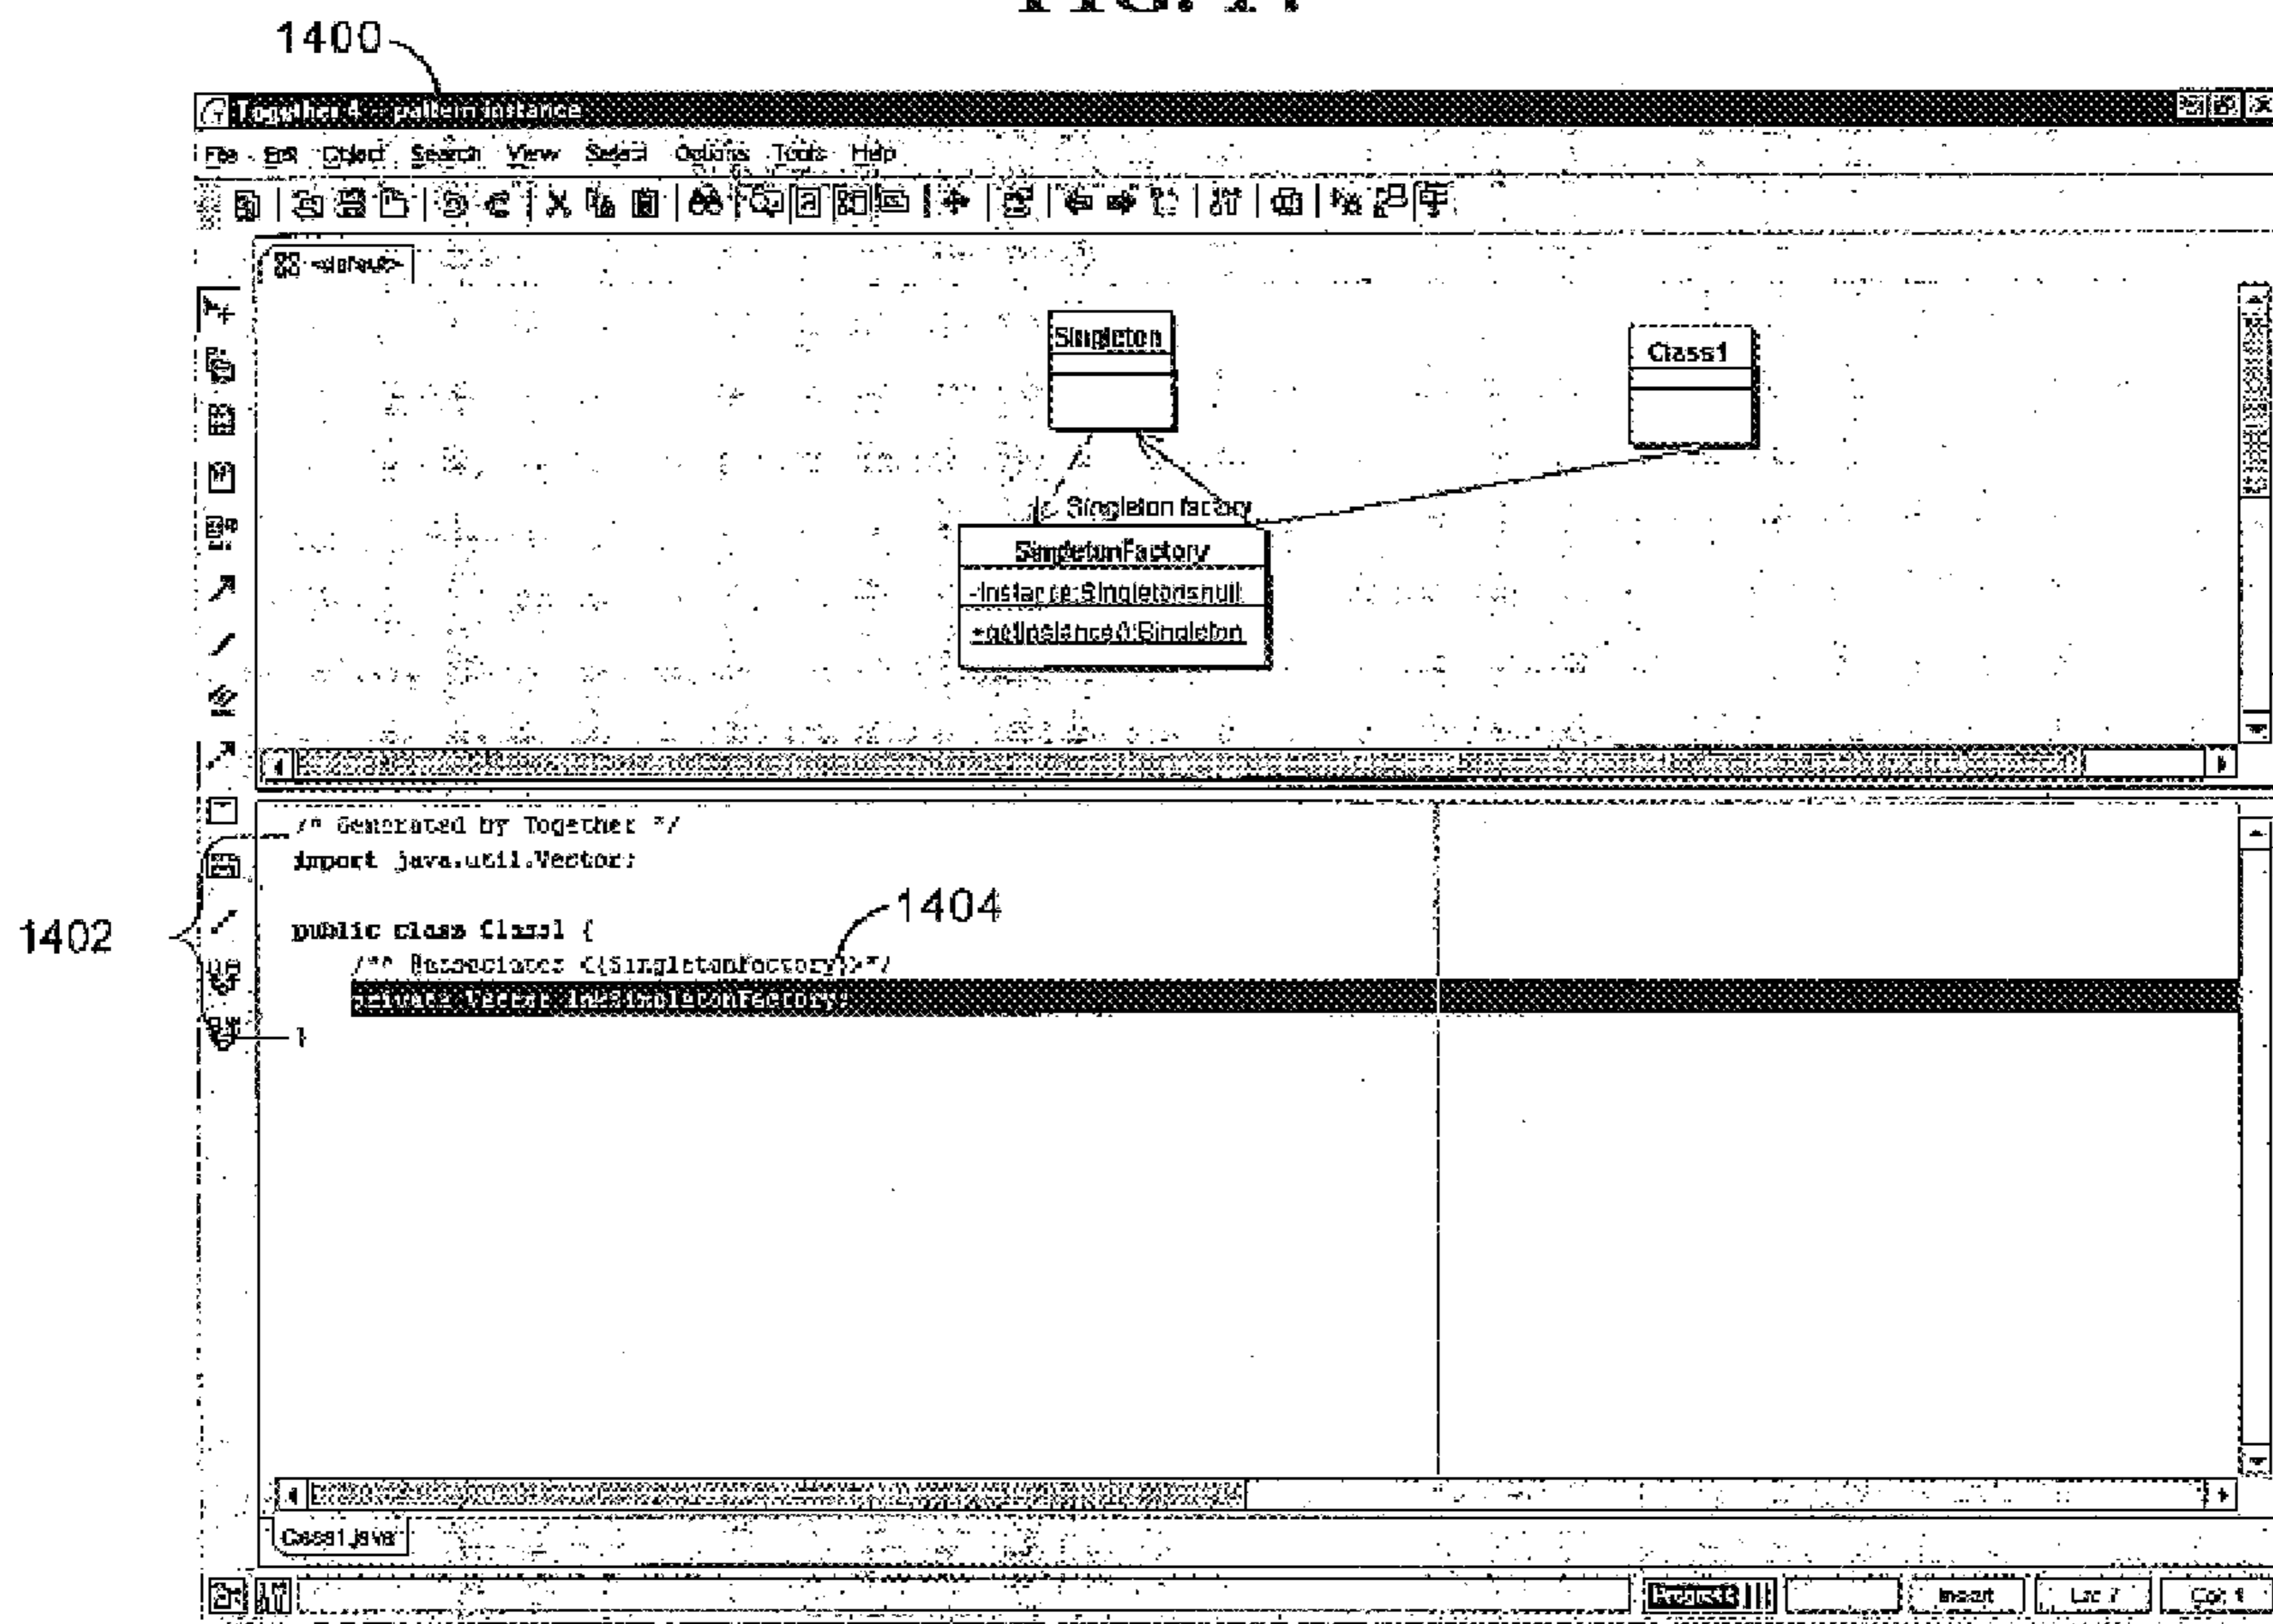 1400
Together 4 -- pattern instance
File Edit Object Search View Select Options Tools Help
<default>
Singleton
Class1
Singleton factory
SingletonFactory
-instance:Singleton=null
+getInstance():Singleton
/* Generated by Together */
import java.util.Vector;
1404
1402
public class Class1 {
/** @associates <{SingletonFactory}>*/
private Vector lnkSingletonFactory;
}
Class1.java
Insert